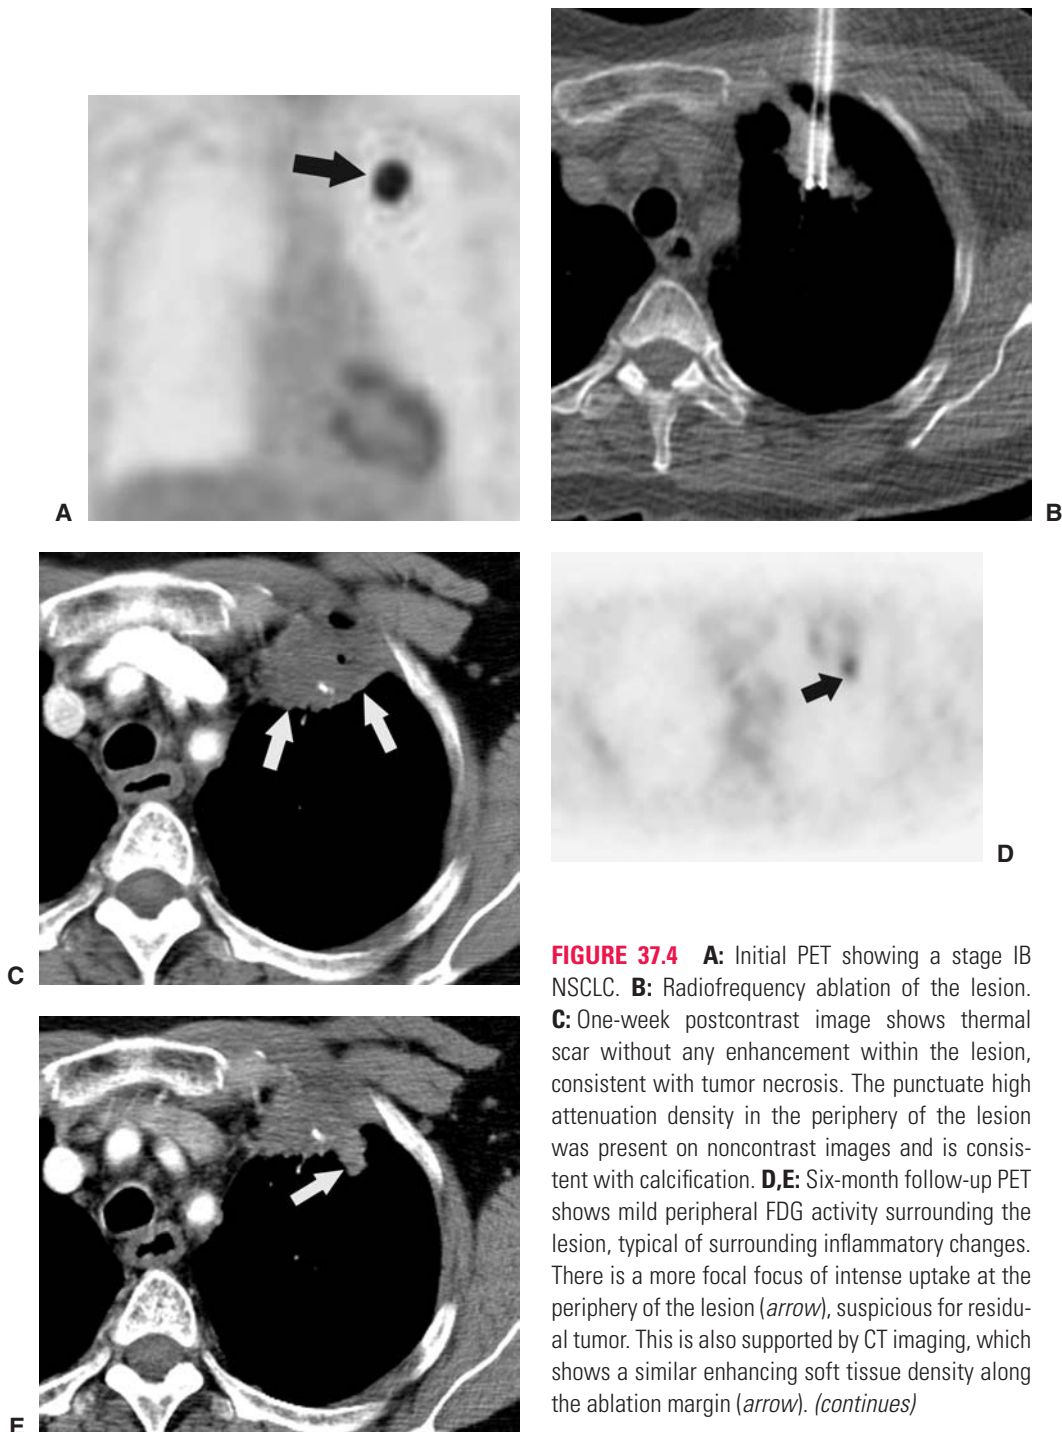 A
B
C
D
E
FIGURE 37.4 A: Initial PET showing a stage IB
NSCLC. B: Radiofrequency ablation of the lesion.
C: One-week postcontrast image shows thermal
scar without any enhancement within the lesion,
consistent with tumor necrosis. The punctuate high
attenuation density in the periphery of the lesion
was present on noncontrast images and is consis-
tent with calcification. D,E: Six-month follow-up PET
shows mild peripheral FDG activity surrounding the
lesion, typical of surrounding inflammatory changes.
There is a more focal focus of intense uptake at the
periphery of the lesion (arrow), suspicious for residu-
al tumor. This is also supported by CT imaging, which
shows a similar enhancing soft tissue density along
the ablation margin (arrow). (continues)